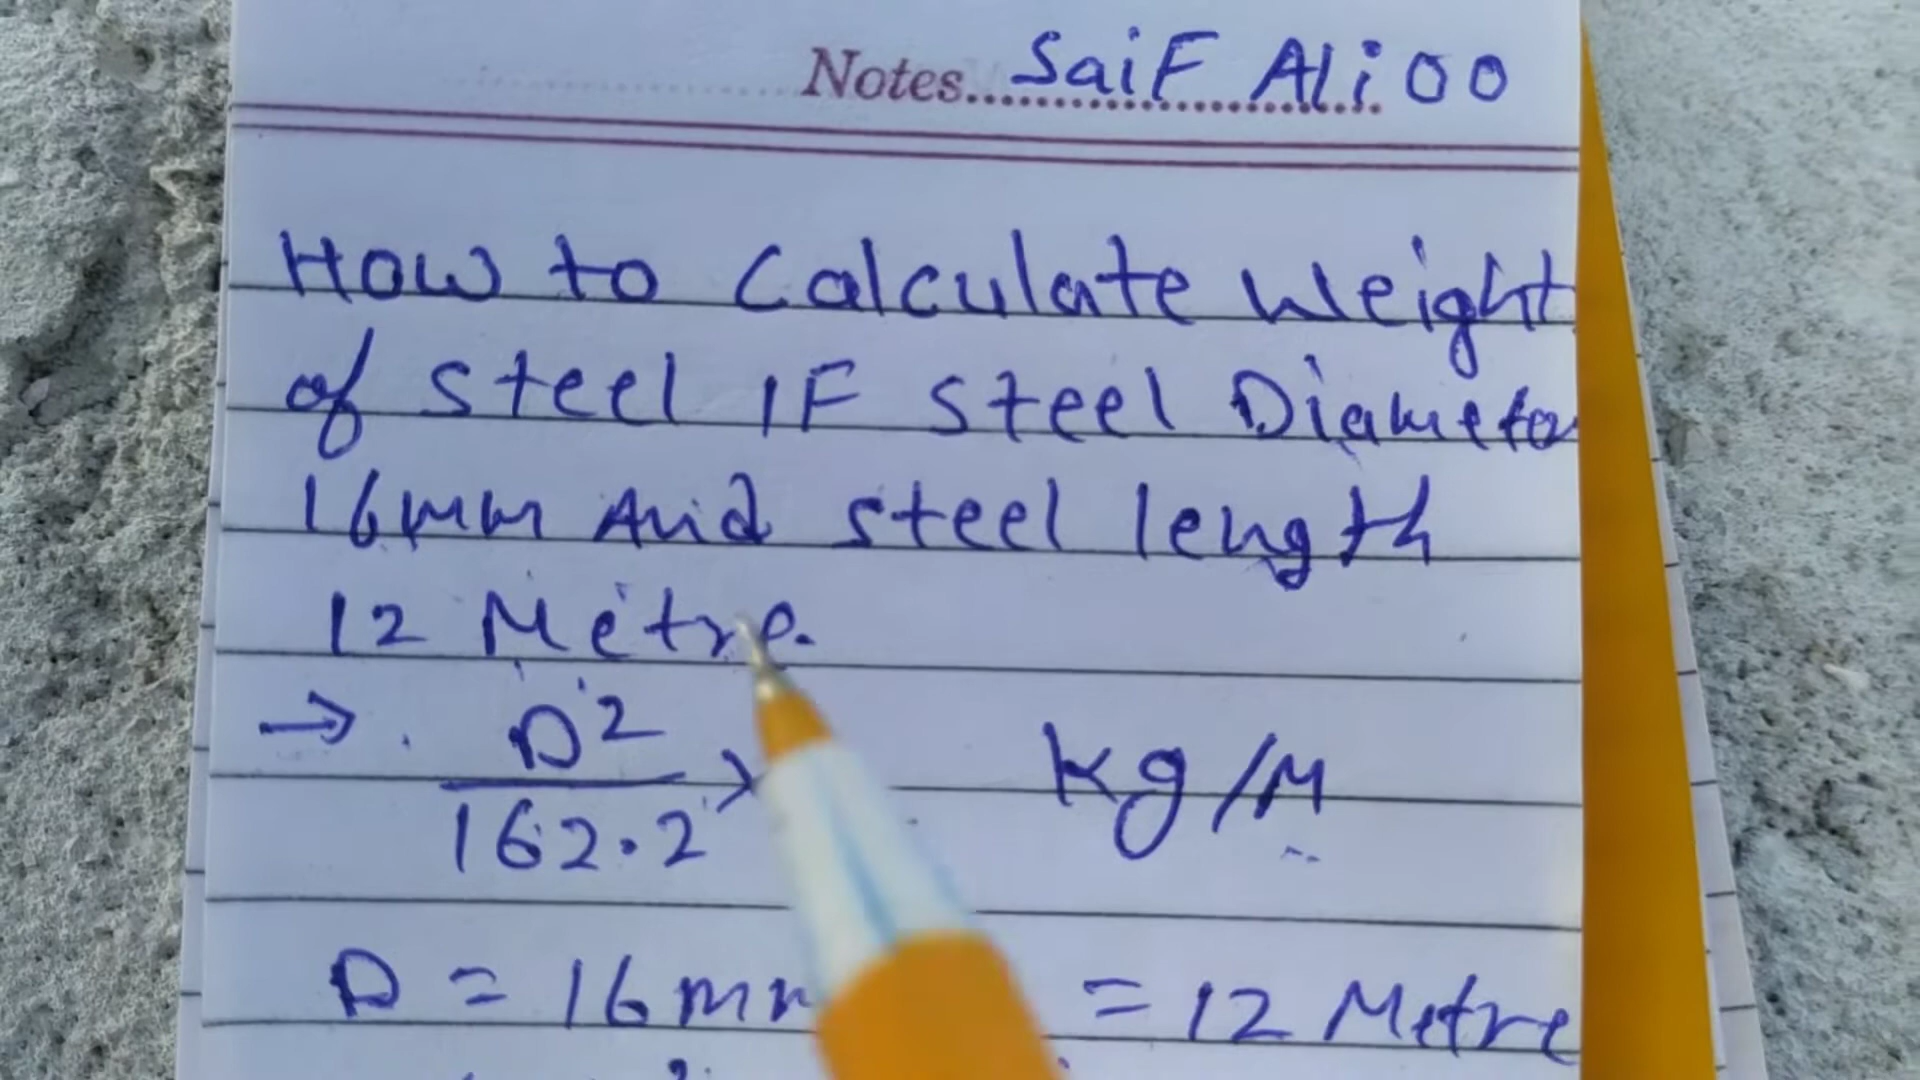 Notes SaiF Ali 00
How to calculate weight
of steel IF steel Diameter
16mm And steel length
12 Metre.
→ D² kg/M
162.2
D = 16mm = 12 Metre